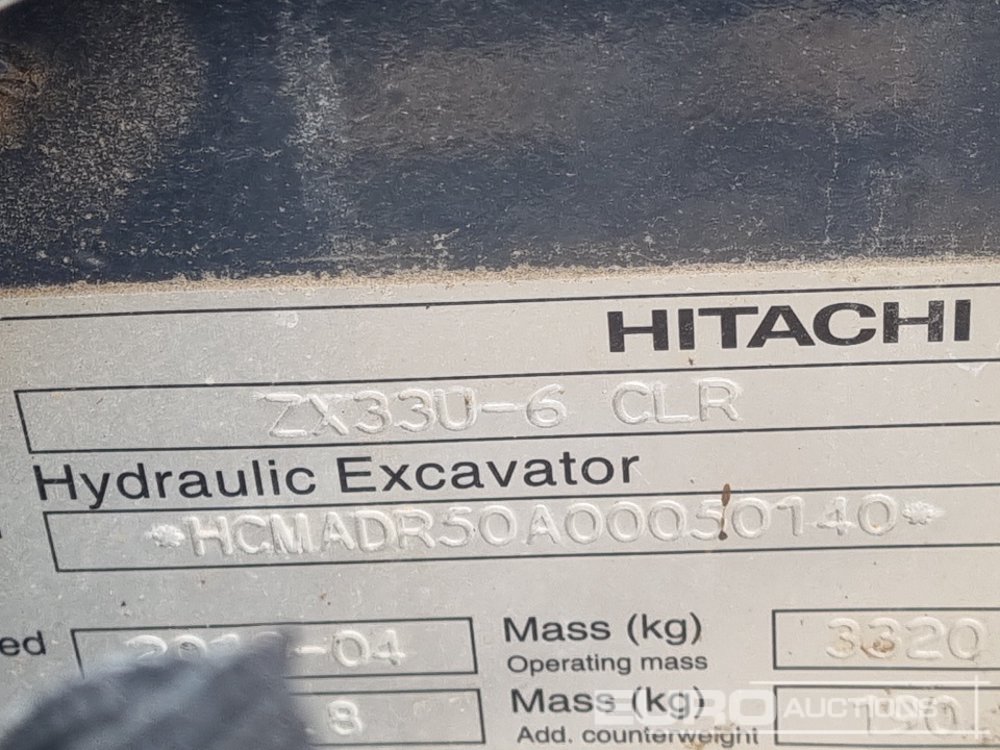 HITACHI
ZX33U-6 CLR
Hydraulic Excavator
*HCMADR50A00050140*
ed
-04 Mass (kg) 3320
Operating mass
8 Mass (kg)
Add. counterweight
EURO AUCTIONS